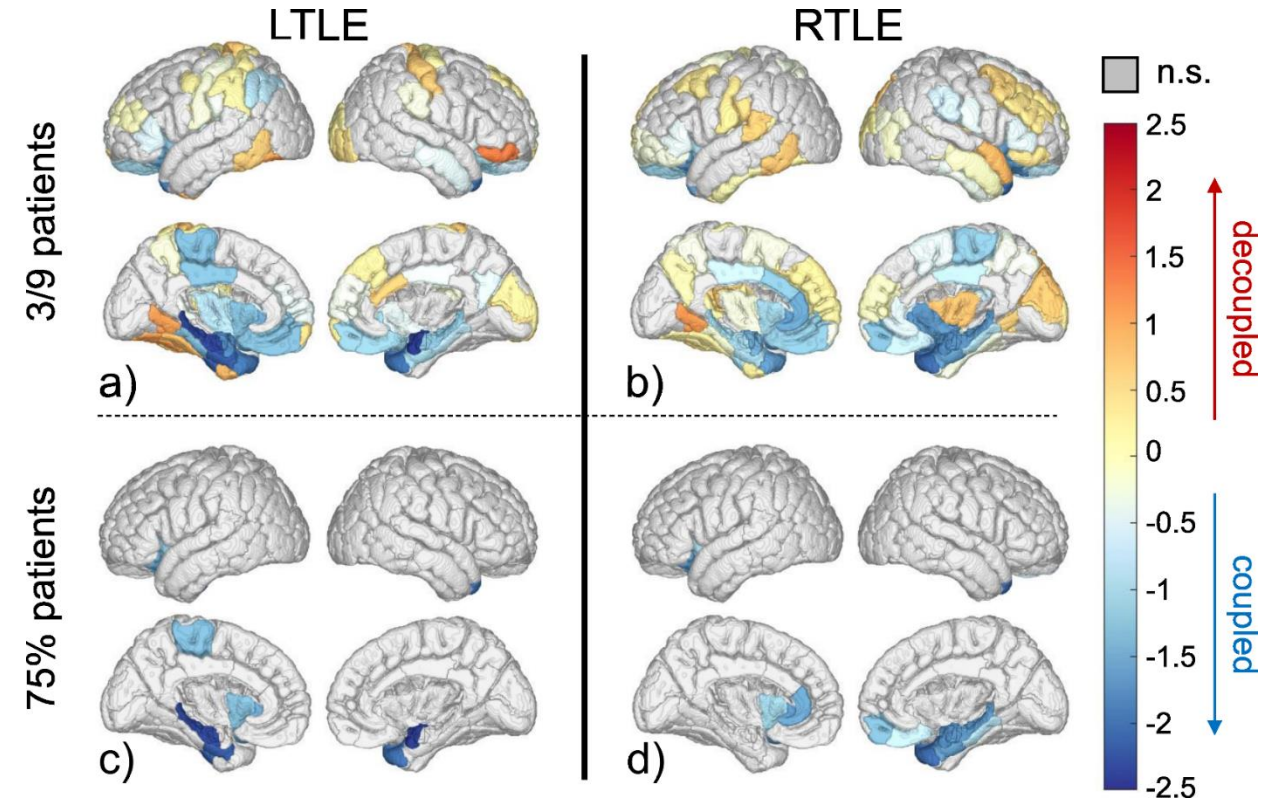 LTLE
RTLE
n.s.
3/9 patients
75% patients
a)
b)
c)
d)
2.5
2
1.5
1
0.5
0
-0.5
-1
-1.5
-2
-2.5
decoupled
coupled